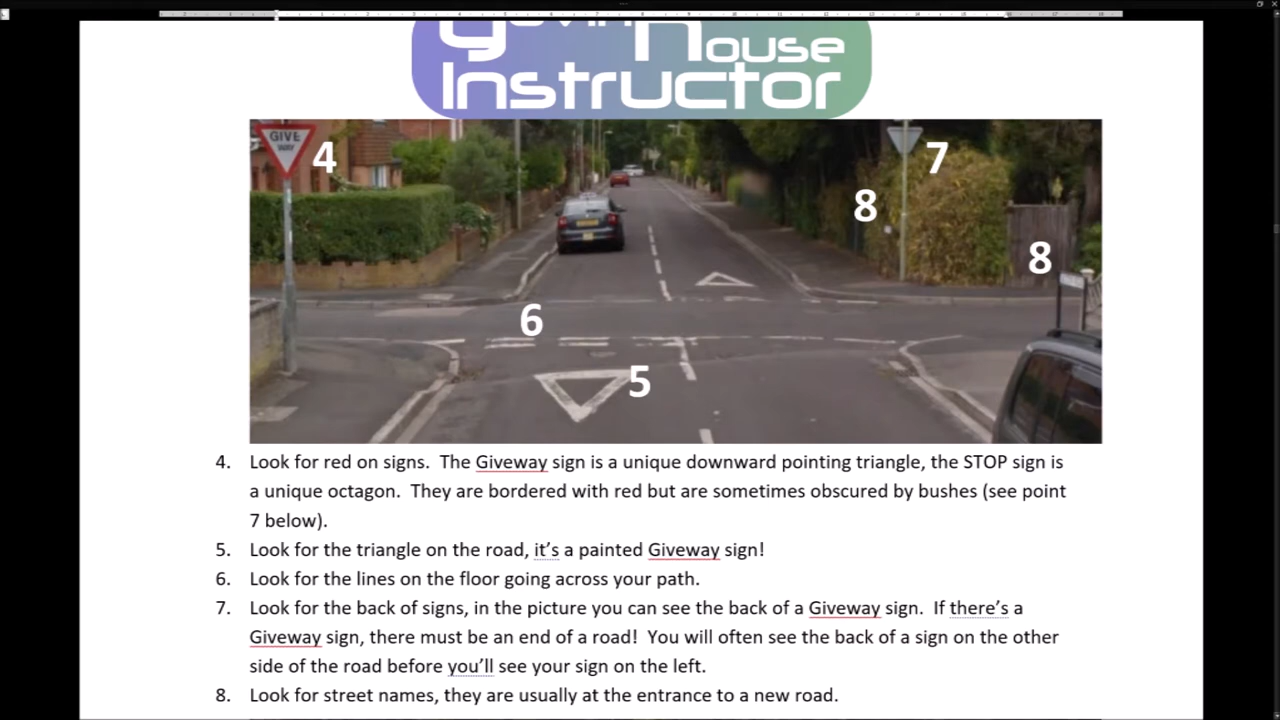 ouse
Instructor
GIVE
WAY
4
7
8
8
6
5
4. Look for red on signs. The Giveway sign is a unique downward pointing triangle, the STOP sign is
a unique octagon. They are bordered with red but are sometimes obscured by bushes (see point
7 below).
5. Look for the triangle on the road, it’s a painted Giveway sign!
6. Look for the lines on the floor going across your path.
7. Look for the back of signs, in the picture you can see the back of a Giveway sign. If there’s a
Giveway sign, there must be an end of a road! You will often see the back of a sign on the other
side of the road before you’ll see your sign on the left.
8. Look for street names, they are usually at the entrance to a new road.